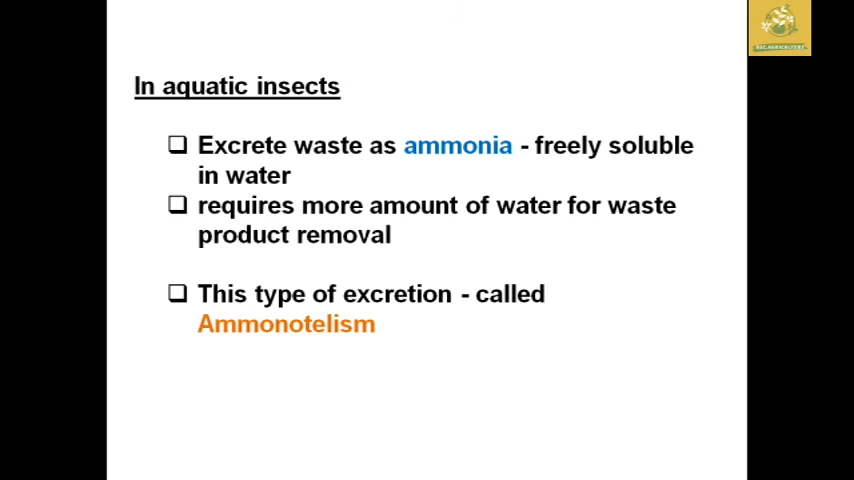 In aquatic insects
❑ Excrete waste as ammonia - freely soluble
in water
❑ requires more amount of water for waste
product removal
❑ This type of excretion - called
Ammonotelism